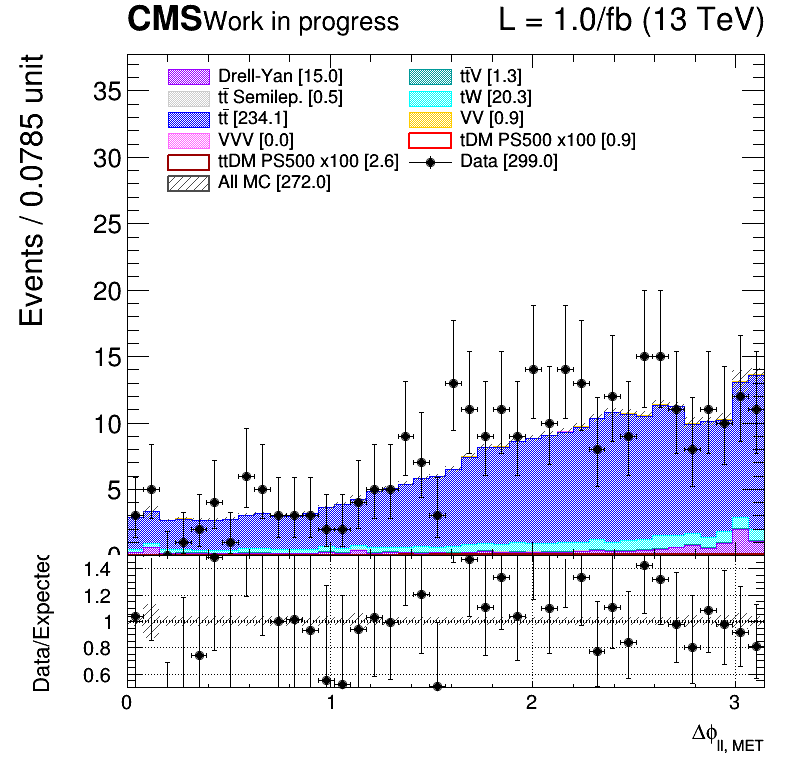 CMS Work in progress L = 1.0/fb (13 TeV)
Events / 0.0785 unit
35
30
25
20
15
10
5
0
Drell-Yan [15.0]
tt̄V [1.3]
tt̄ Semilep. [0.5]
tW [20.3]
tt̄ [234.1]
VV [0.9]
VVV [0.0]
tDM PS500 x100 [0.9]
ttDM PS500 x100 [2.6]
Data [299.0]
All MC [272.0]
Data/Expected
1.4
1.2
1
0.8
0.6
0 1 2 3
Δϕll, MET